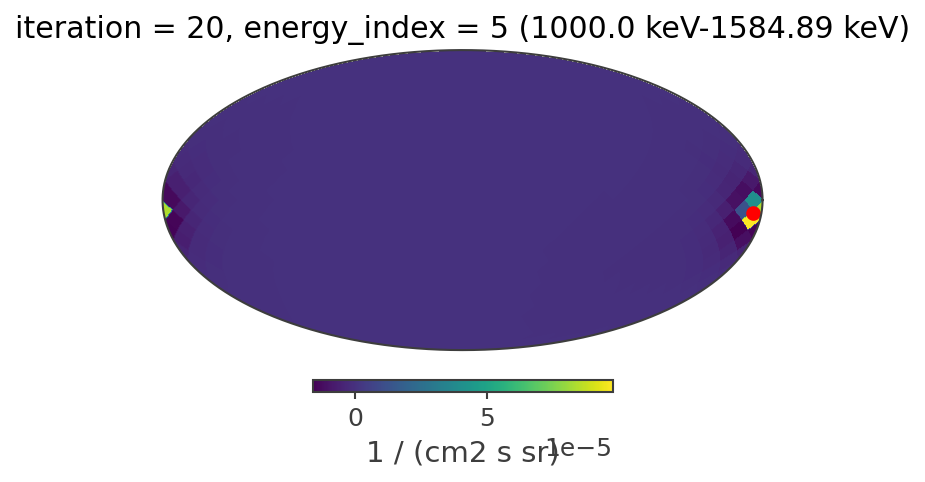 iteration = 20, energy_index = 5 (1000.0 keV-1584.89 keV)
0 5
1e−5
1 / (cm2 s sr)